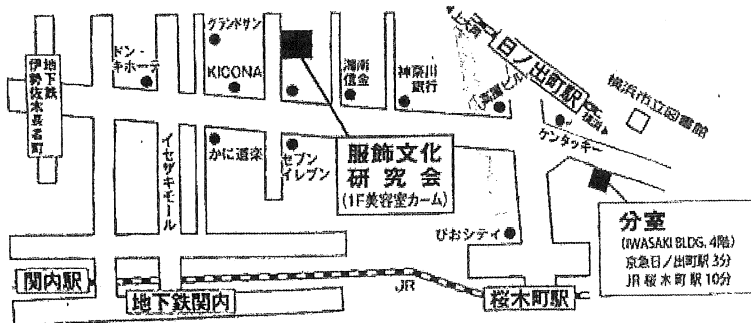 グランドサン
ドン・
キホーテ
KICONA
湘南
信金
神奈川
銀行
上大岡
日ノ出町駅
横浜
横浜市立図書館
ケンタッキー
地下鉄
伊勢佐木長者町
イセザキモール
かに道楽
セブン
イレブン
服飾文化
研究会
(1F美容室カーム)
ぴおシティ
分室
(IWASAKI BLDG. 4階)
京急日ノ出町駅 3分
JR 桜木町駅 10分
関内駅
地下鉄関内
JR
桜木町駅